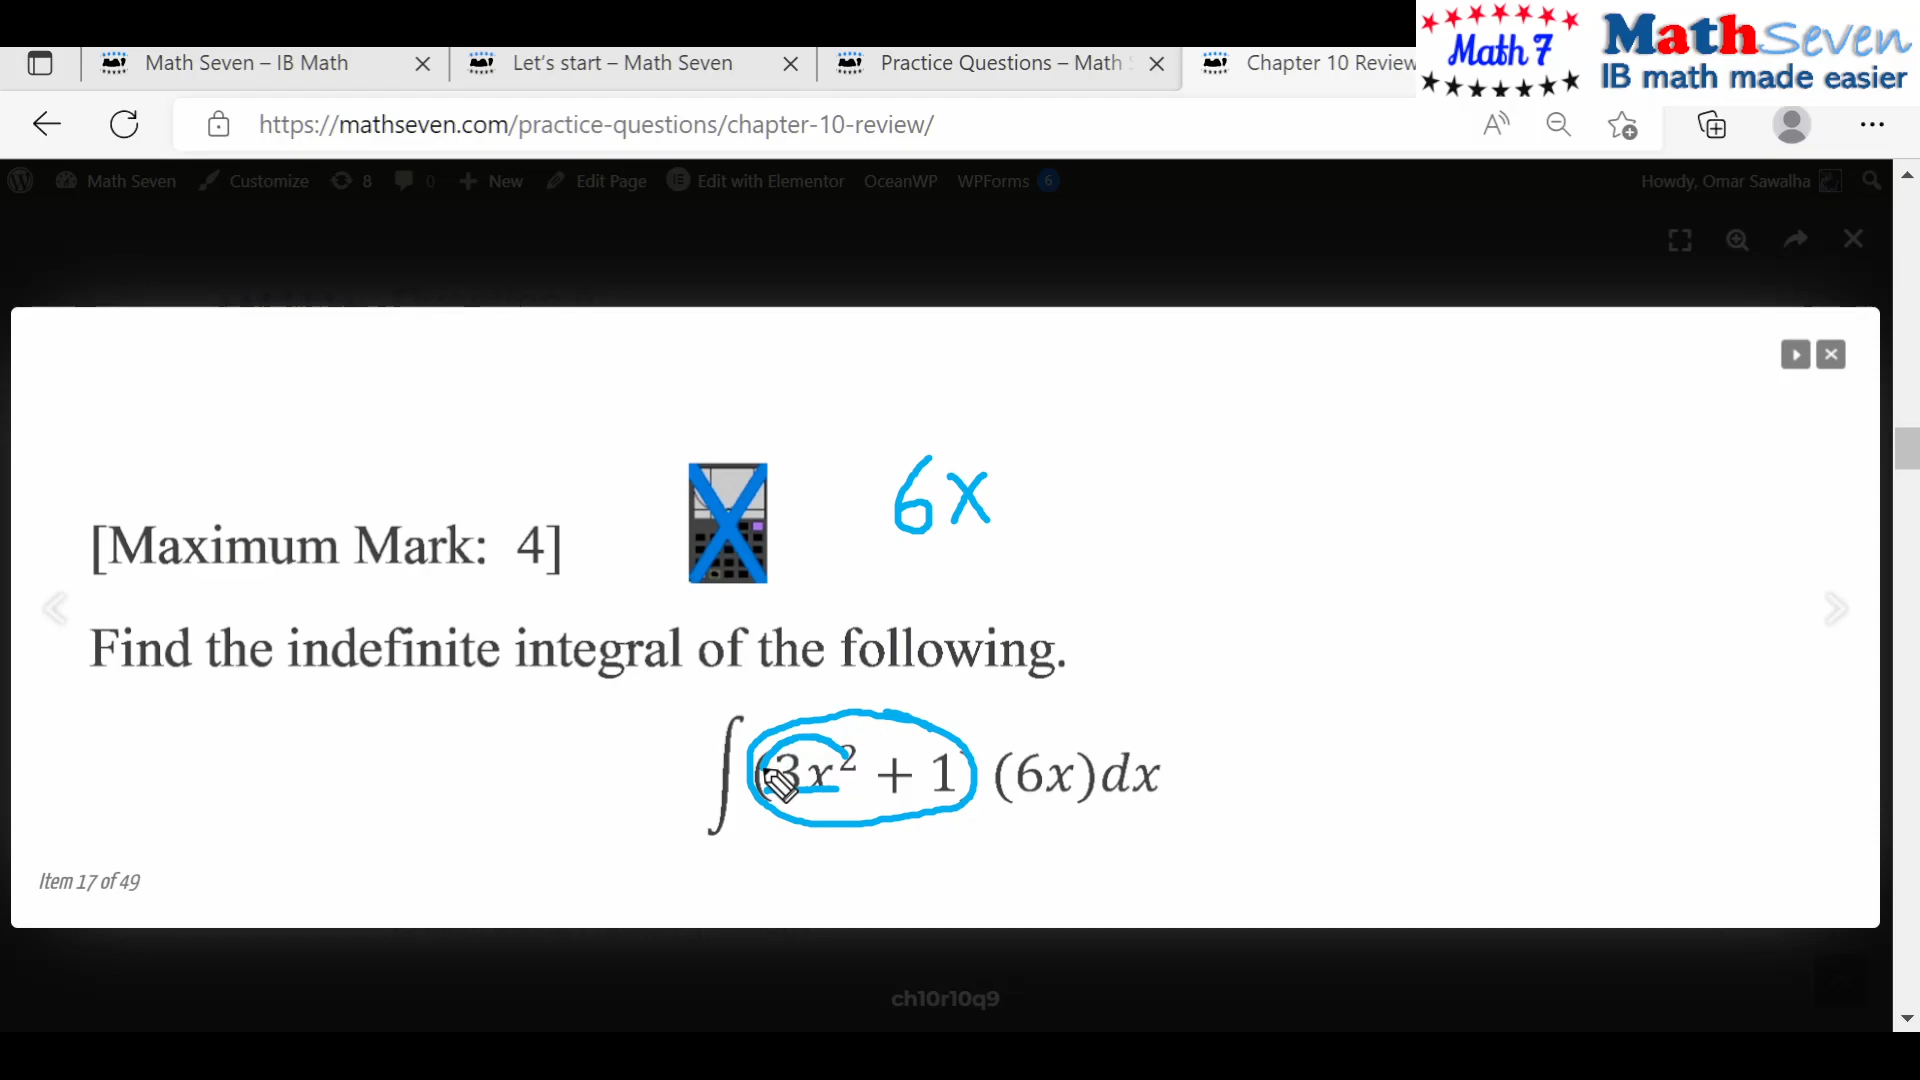 Math 7
MathSeven
IB math made easier
Math Seven – IB Math
Let's start – Math Seven
Practice Questions – Math
Chapter 10 Review
https://mathseven.com/practice-questions/chapter-10-review/
Math Seven Customize 8 0 New Edit Page Edit with Elementor OceanWP WPForms 6 Howdy, Omar Sawalha
6x
[Maximum Mark: 4]
Find the indefinite integral of the following.
∫(3x² + 1) (6x)dx
Item 17 of 49
ch10r10q9